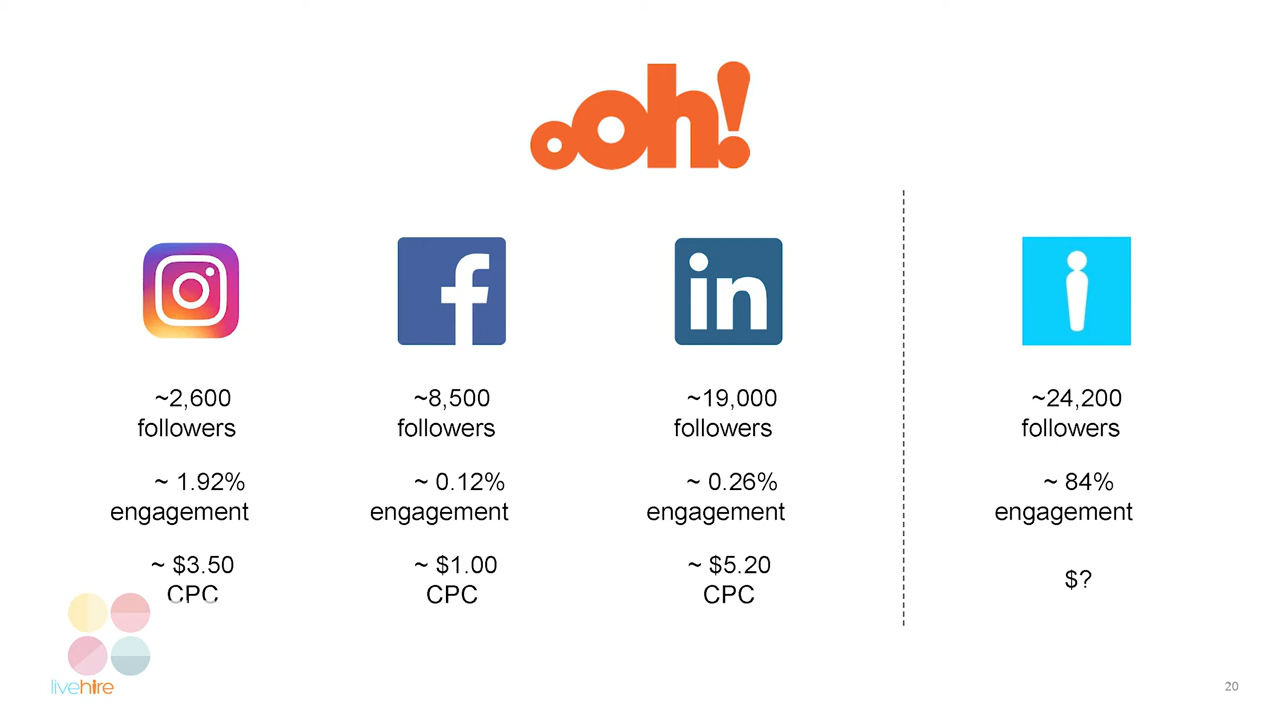 oOh!
in
~2,600
followers
~8,500
followers
~19,000
followers
~24,200
followers
~ 1.92%
engagement
~ 0.12%
engagement
~ 0.26%
engagement
~ 84%
engagement
~ $3.50
CPC
~ $1.00
CPC
~ $5.20
CPC
$?
livehire
20